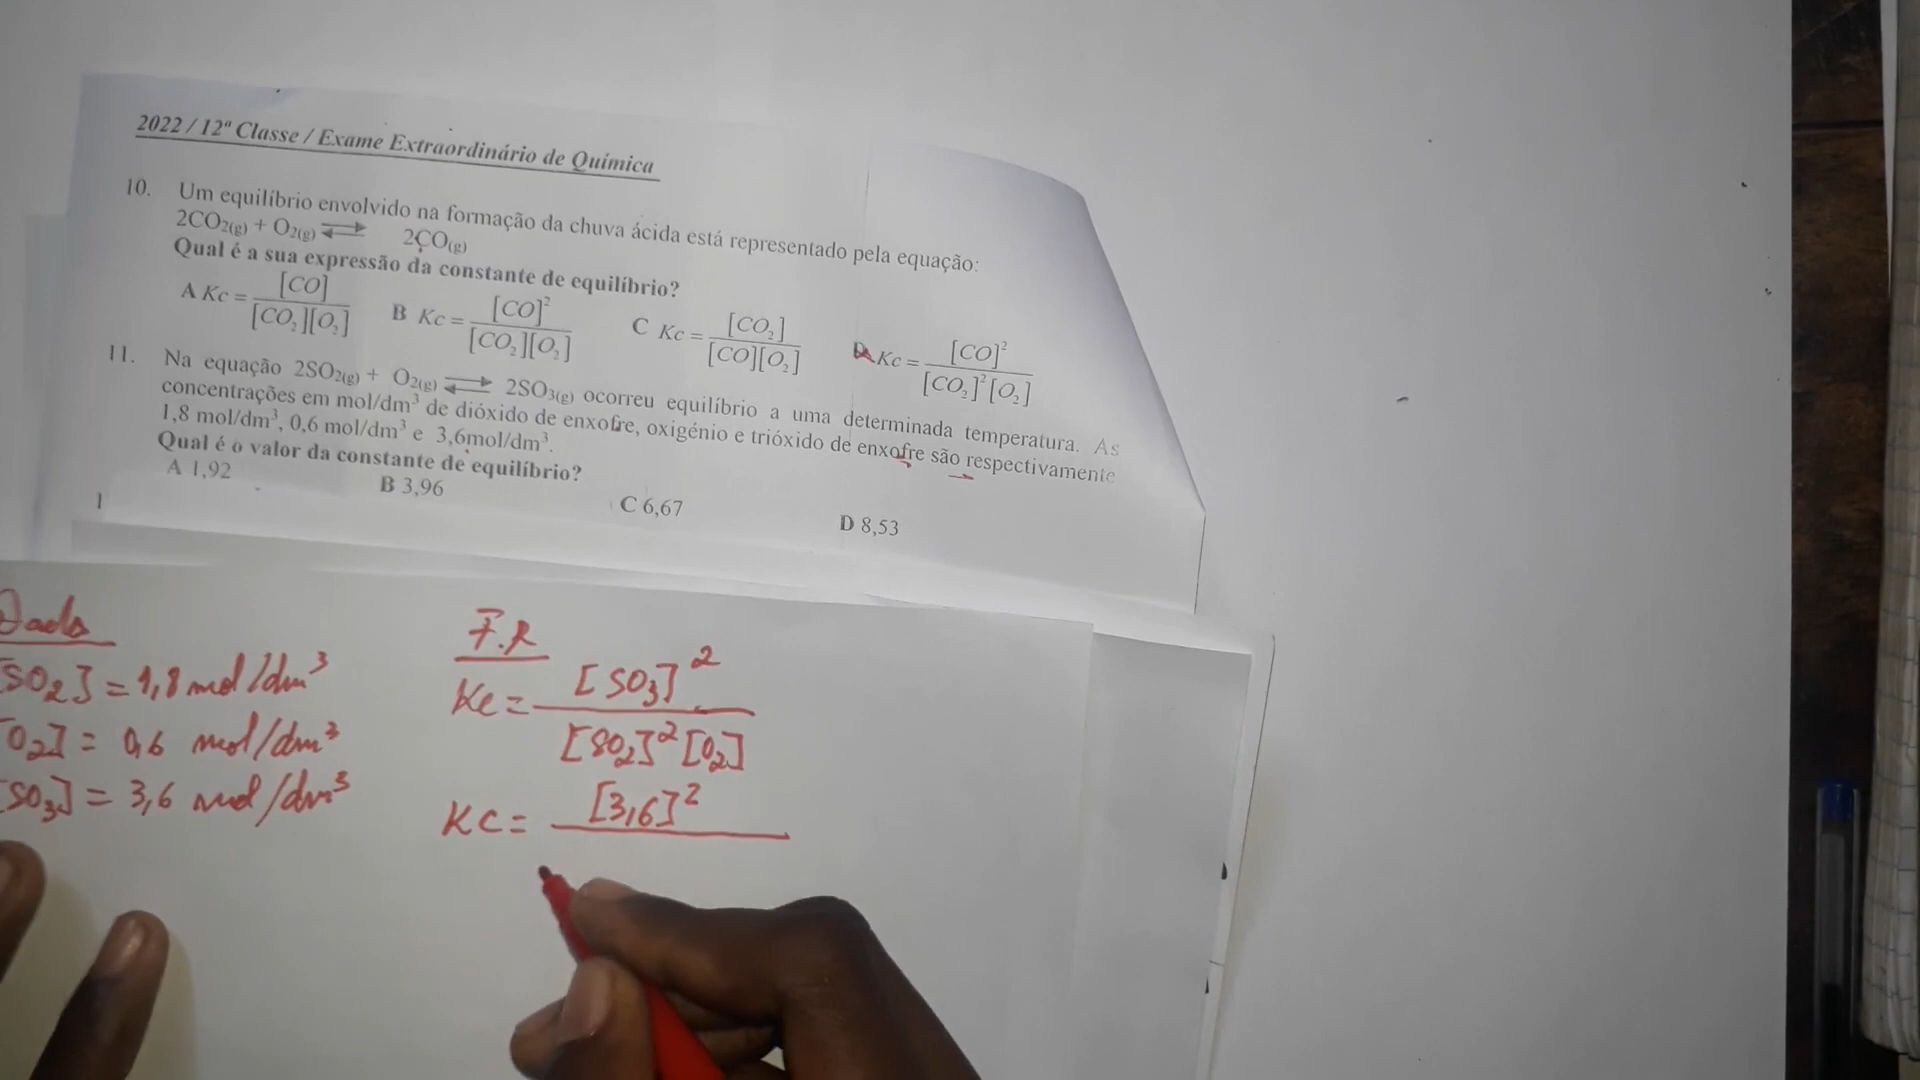 2022 / 12ª Classe / Exame Extraordinário de Química
10. Um equilíbrio envolvido na formação da chuva ácida está representado pela equação:
2CO₂(g) + O₂(g) ⇌ 2CO(g)
Qual é a sua expressão da constante de equilíbrio?
A Kc = [CO] / [CO₂][O₂] B Kc = [CO]² / [CO₂][O₂] C Kc = [CO₂] / [CO][O₂] D Kc = [CO]² / [CO₂]²[O₂]
11. Na equação 2SO₂(g) + O₂(g) ⇌ 2SO₃(g) ocorreu equilíbrio a uma determinada temperatura. As
concentrações em mol/dm³ de dióxido de enxofre, oxigénio e trióxido de enxofre são respectivamente
1,8 mol/dm³, 0,6 mol/dm³ e 3,6mol/dm³.
Qual é o valor da constante de equilíbrio?
A 1,92 B 3,96 C 6,67 D 8,53
1
Dados
[SO₂] = 1,8 mol/dm³
[O₂] = 0,6 mol/dm³
[SO₃] = 3,6 mol/dm³
F.R
Kc = [SO₃]² / [SO₂]² [O₂]
KC = [3,6]²